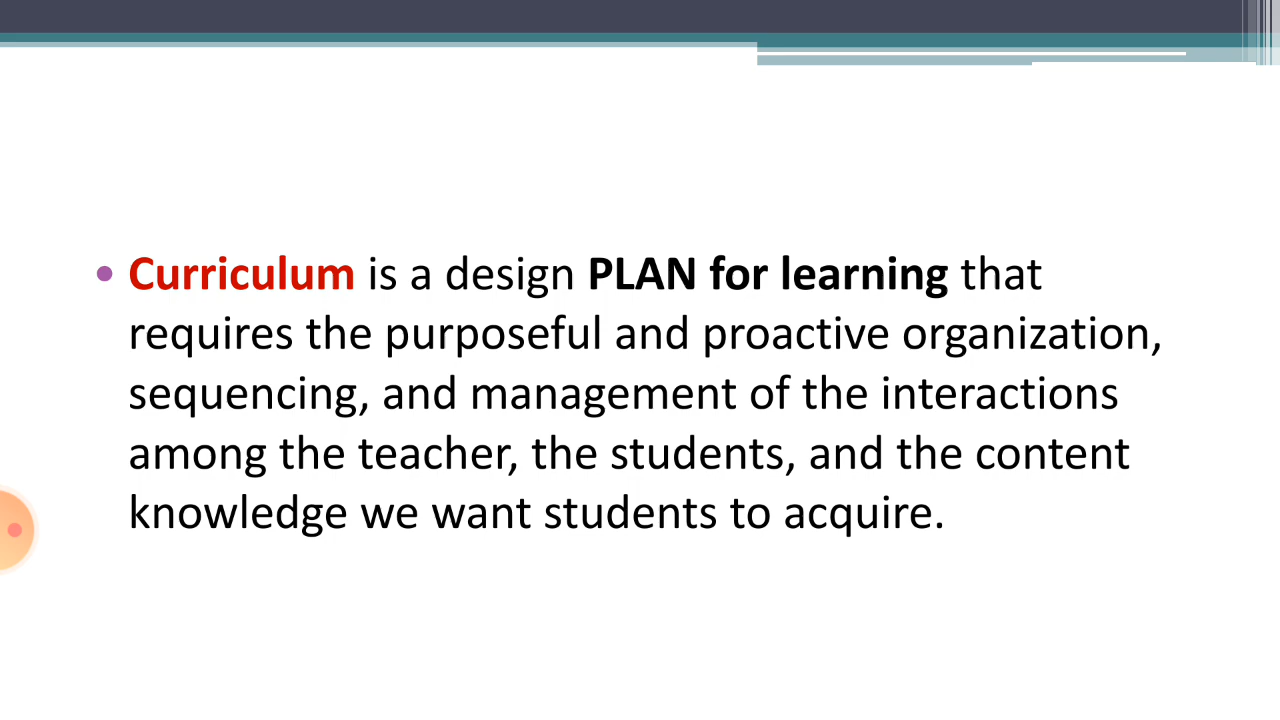 Curriculum is a design PLAN for learning that
requires the purposeful and proactive organization,
sequencing, and management of the interactions
among the teacher, the students, and the content
knowledge we want students to acquire.